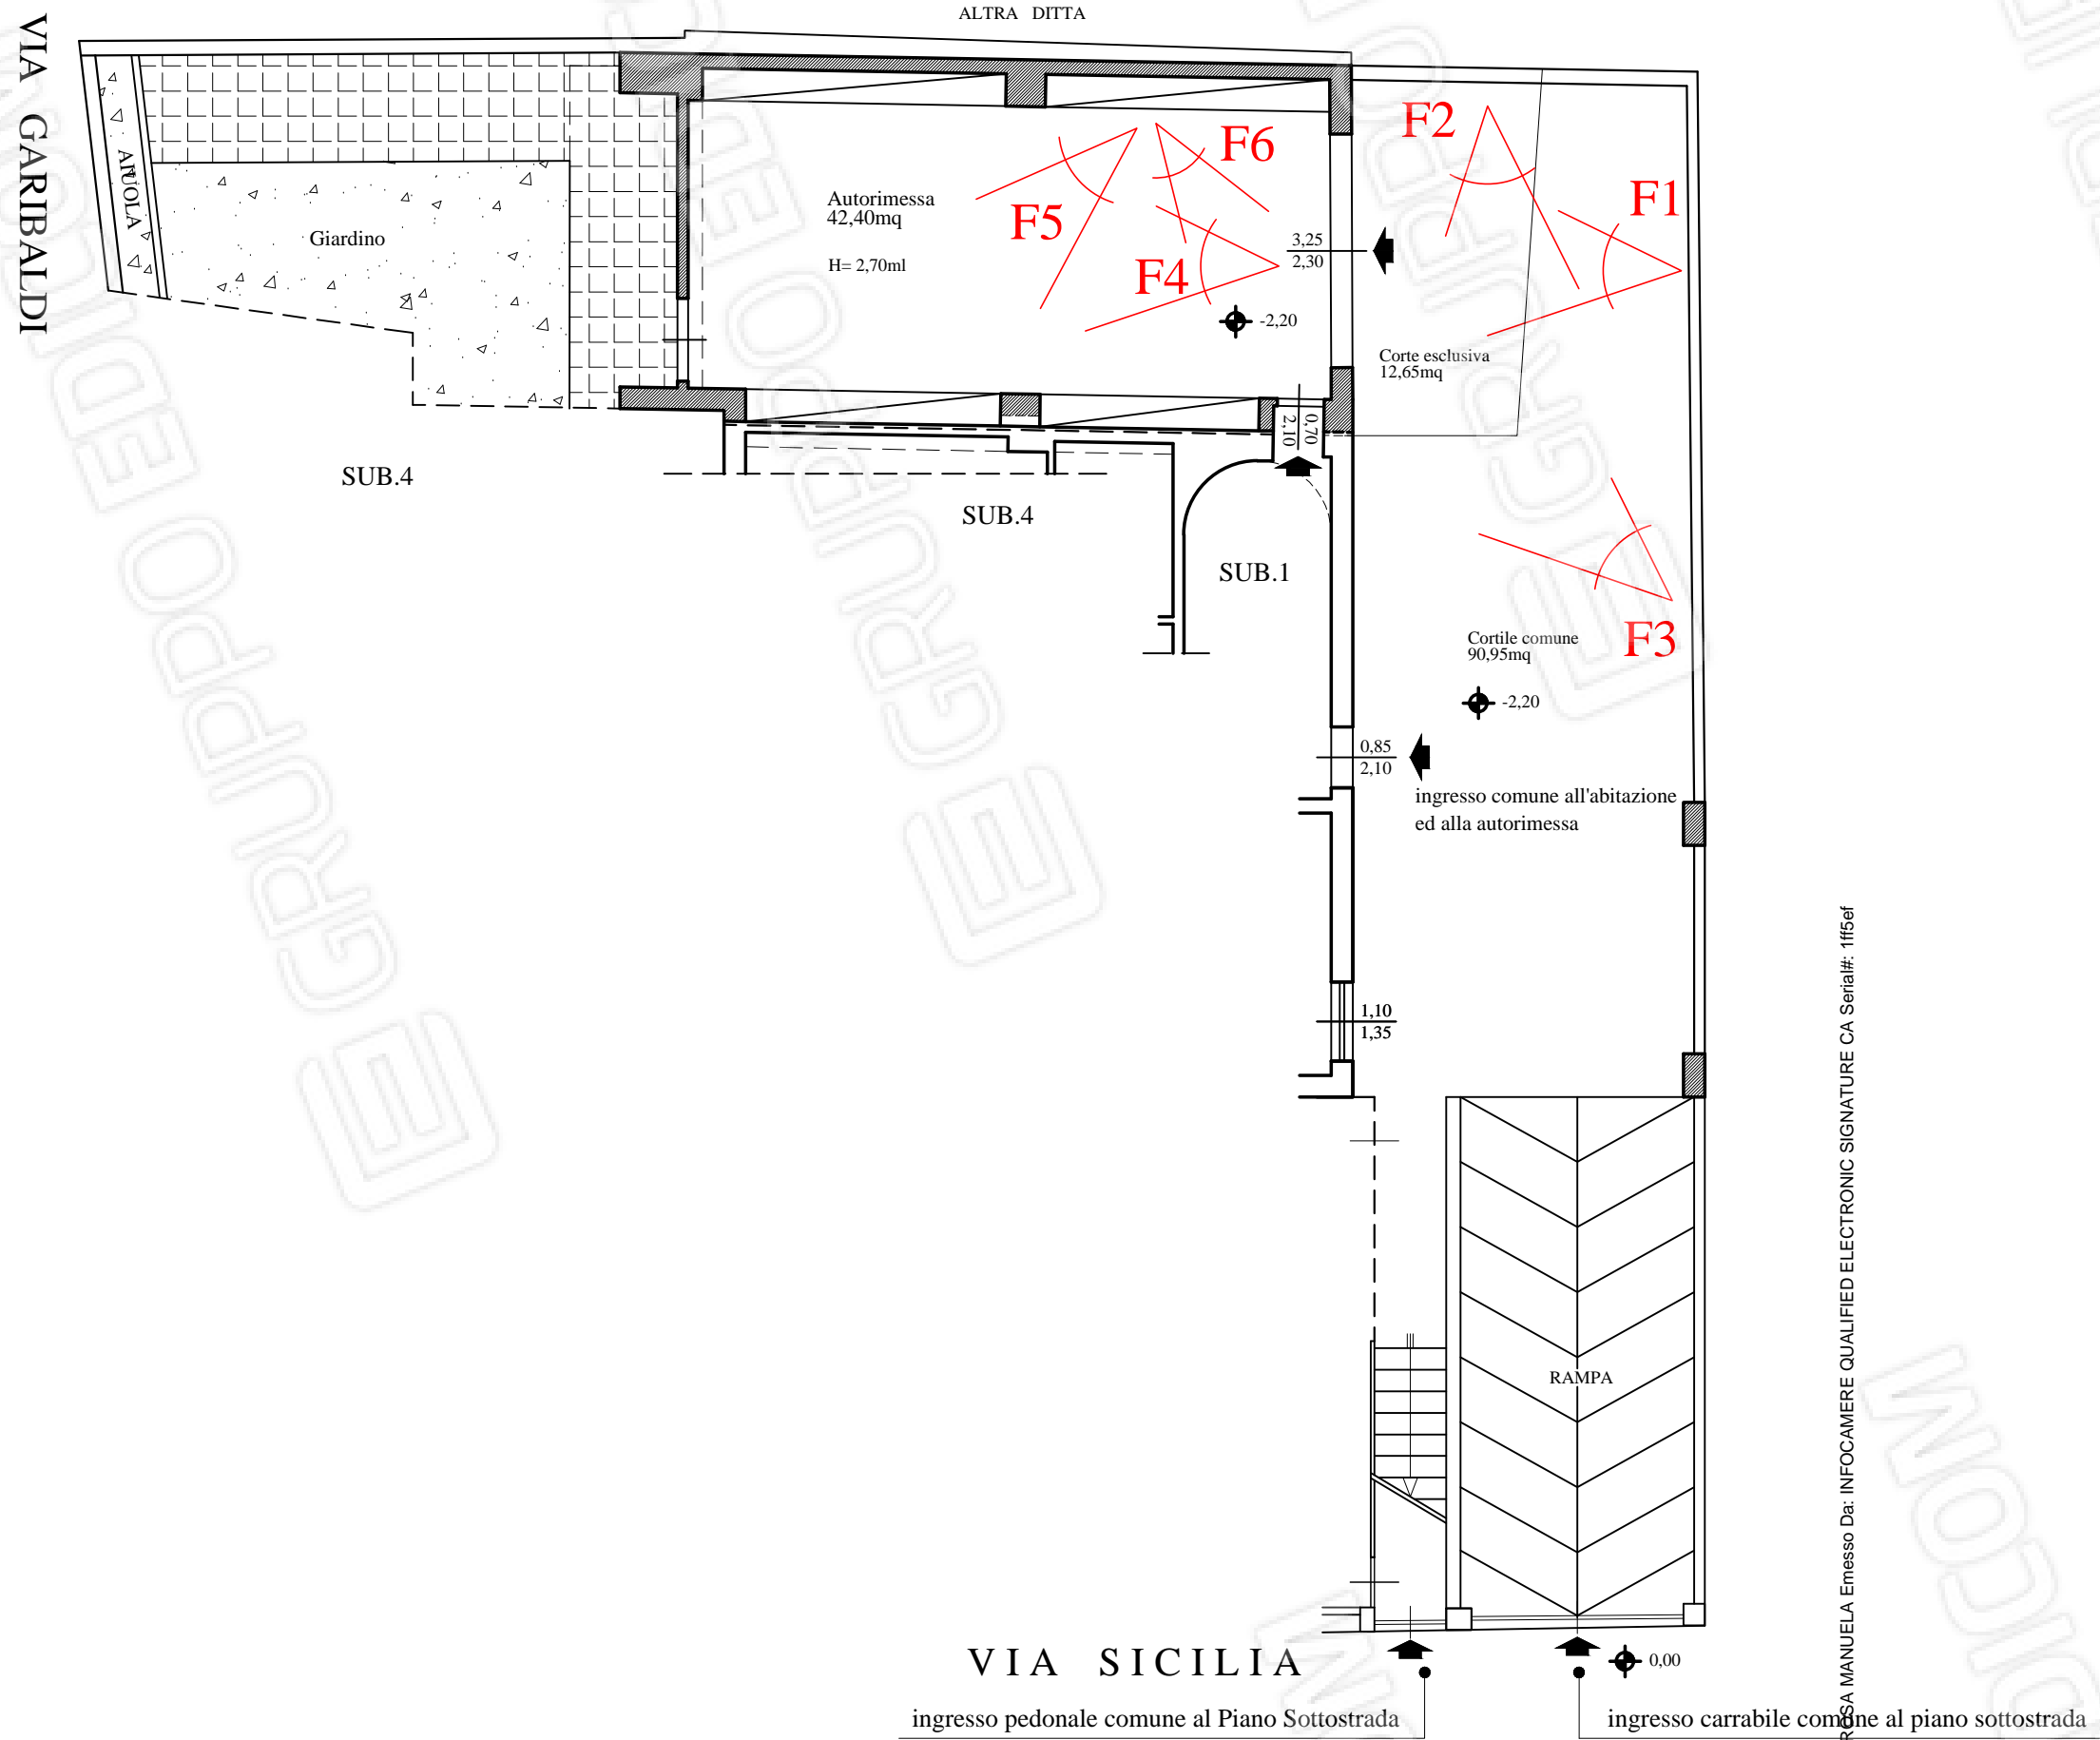 ALTRA DITTA
VIA GARIBALDI
AIUOLA
Giardino
Autorimessa
42,40mq
H= 2,70ml
F5
F6
F4
F2
F1
3,25
2,30
-2,20
Corte esclusiva
12,65mq
0,70
2,10
SUB.4
SUB.4
SUB.1
F3
Cortile comune
90,95mq
-2,20
0,85
2,10
ingresso comune all'abitazione
ed alla autorimessa
1,10
1,35
RAMPA
VIA SICILIA
0,00
ingresso pedonale comune al Piano Sottostrada
ingresso carrabile comune al piano sottostrada
ROSA MANUELA Emesso Da: INFOCAMERE QUALIFIED ELECTRONIC SIGNATURE CA Serial#: 1ff5ef